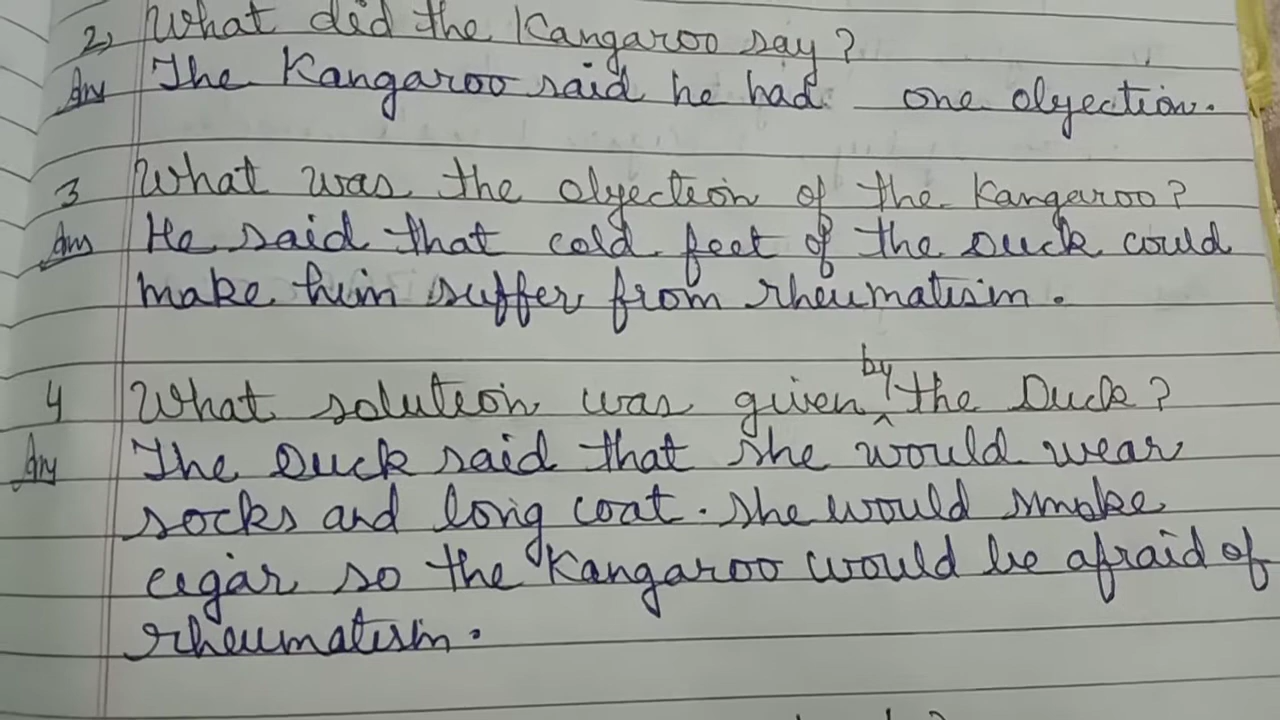 2, What did the Kangaroo say?
Ans The Kangaroo said he had one objection.
3 What was the objection of the Kangaroo?
Ans He said that cold feet of the Duck could
make him suffer from rheumatisim.
4 What solution was given by the Duck?
Ans The Duck said that she would wear
socks and long coat. She would smoke
cigar so the Kangaroo would be afraid of
rheumatisim.